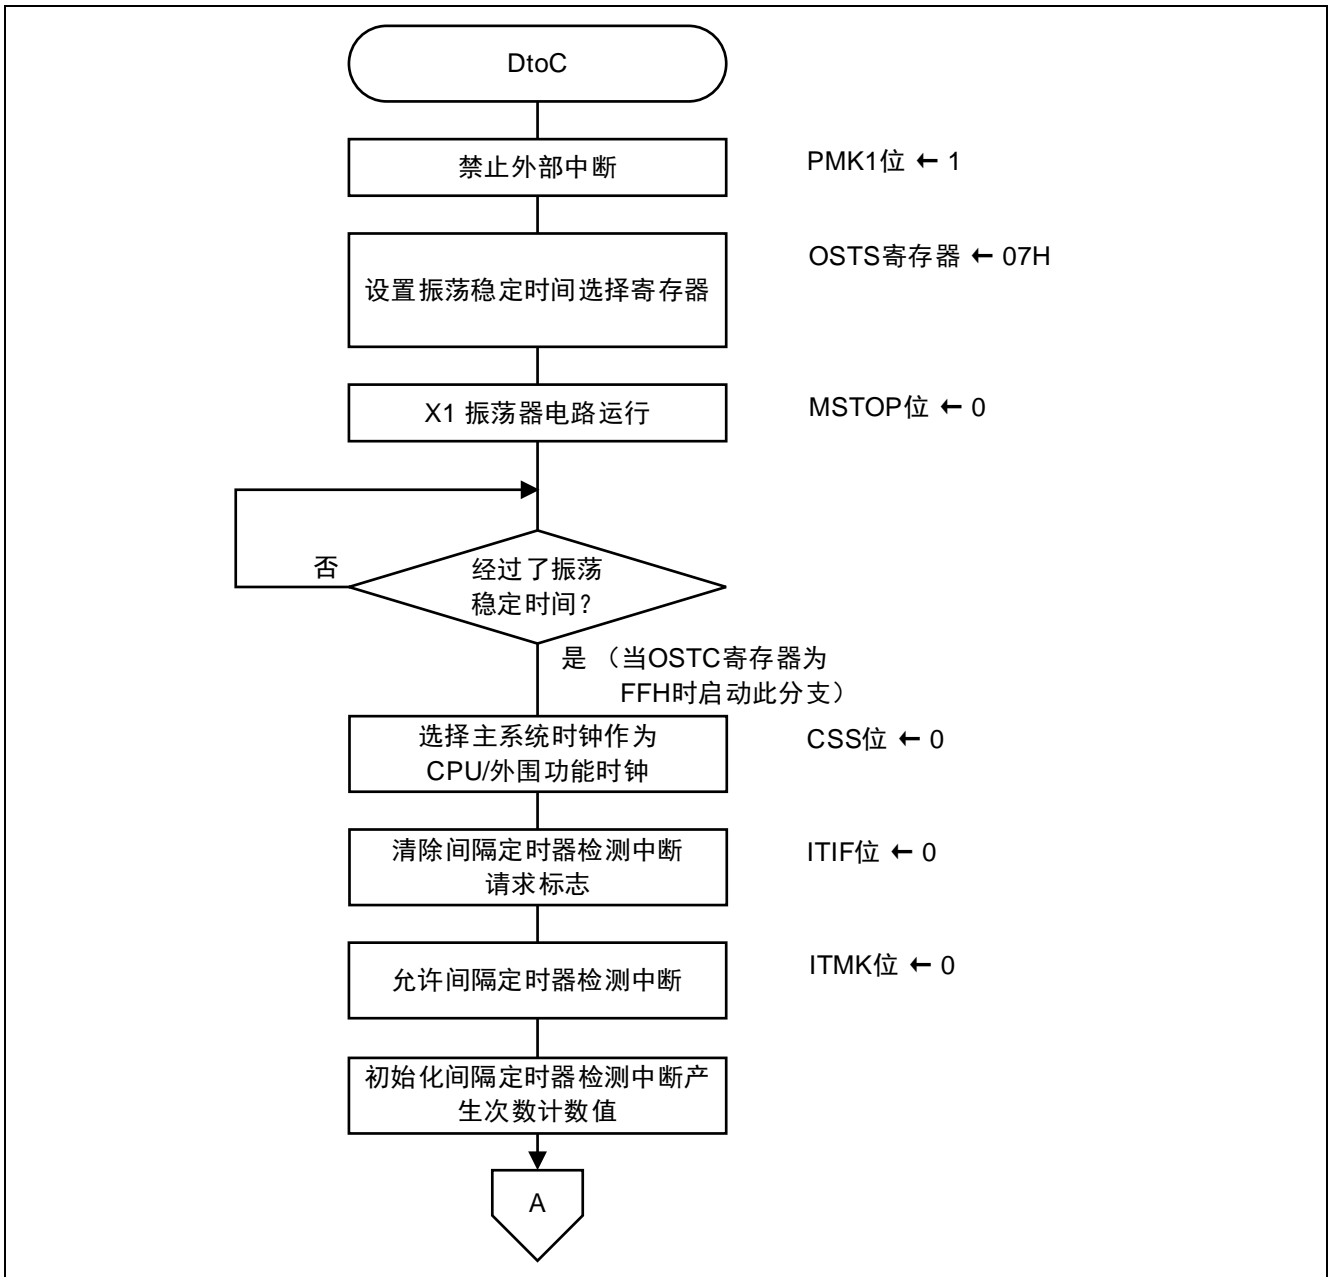 DtoC
禁止外部中断
PMK1位 ← 1
设置振荡稳定时间选择寄存器
OSTS寄存器 ← 07H
X1 振荡器电路运行
MSTOP位 ← 0
否
经过了振荡
稳定时间？
是 （当OSTC寄存器为
FFH时启动此分支）
选择主系统时钟作为
CPU/外围功能时钟
CSS位 ← 0
清除间隔定时器检测中断
请求标志
ITIF位 ← 0
允许间隔定时器检测中断
ITMK位 ← 0
初始化间隔定时器检测中断产
生次数计数值
A